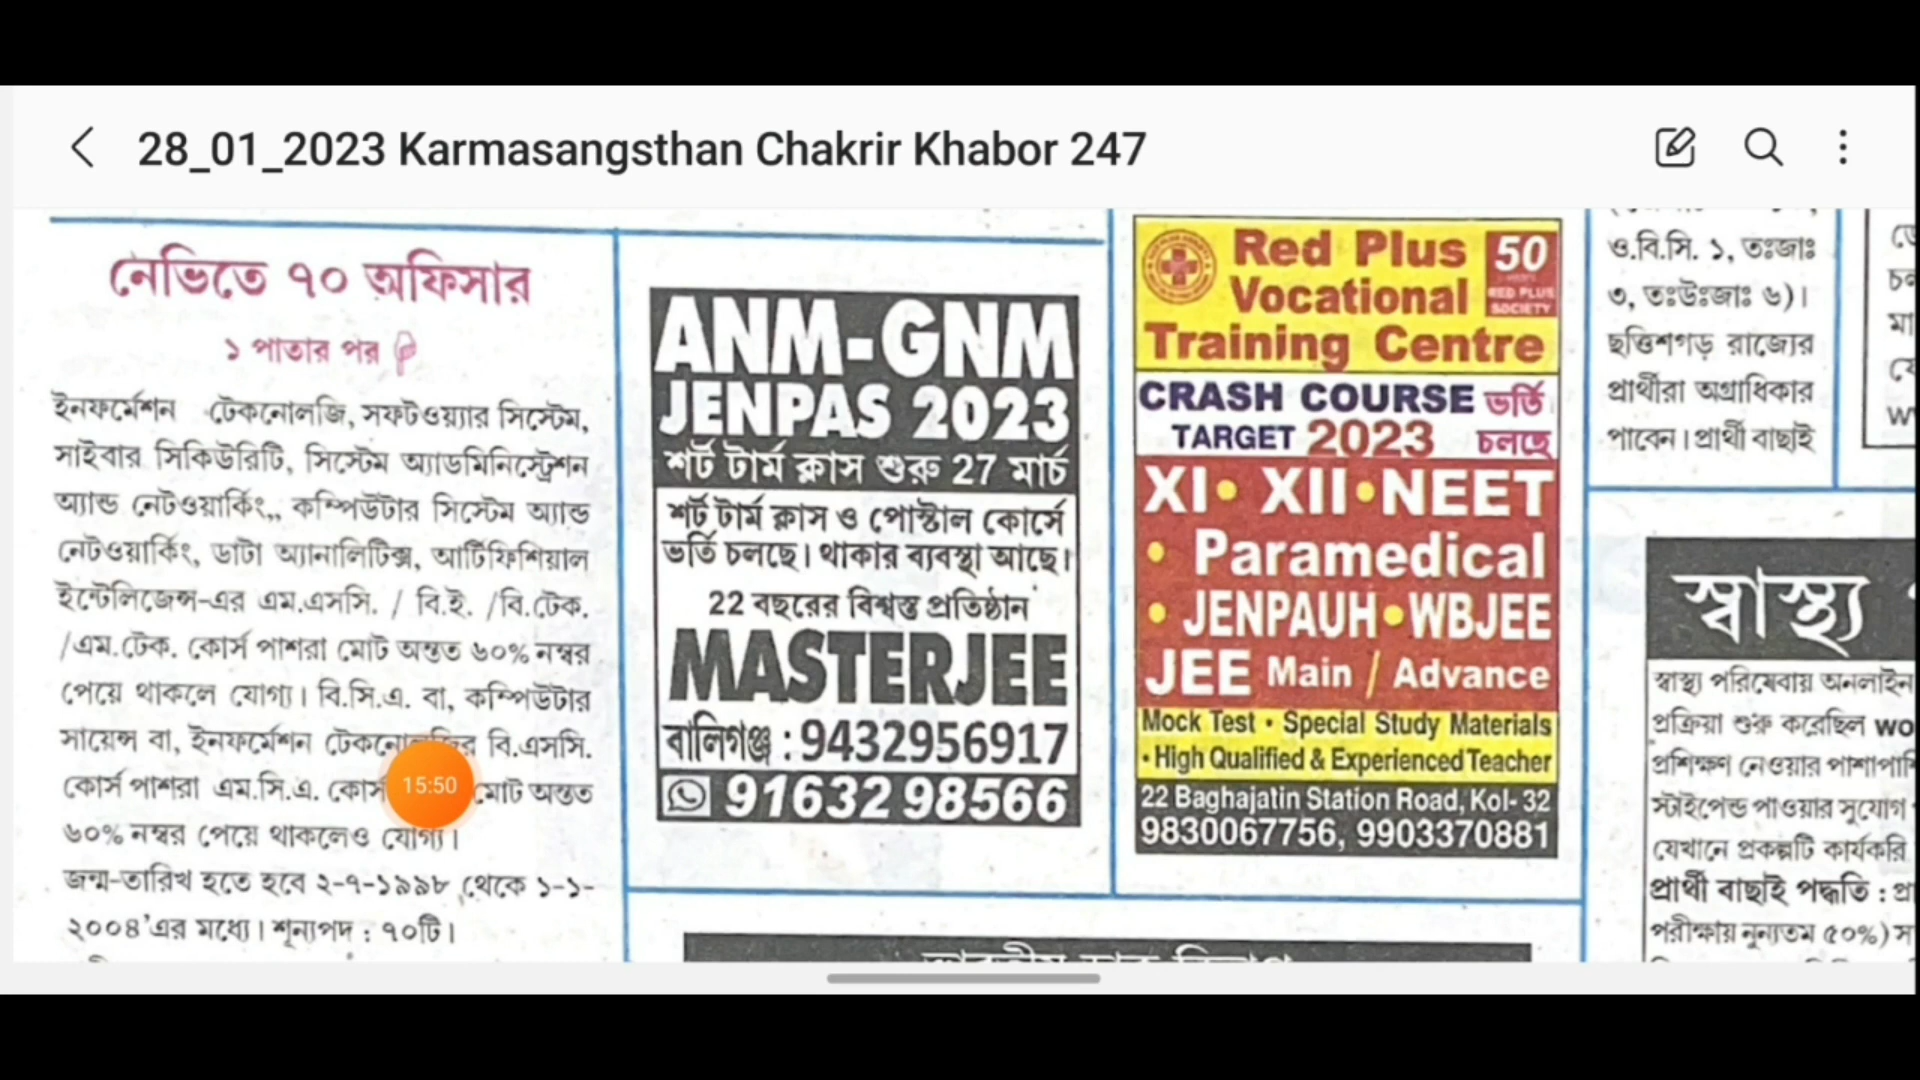 28_01_2023 Karmasangsthan Chakrir Khabor 247
নেভিতে ৭০ অফিসার
১ পাতার পর
ইনফর্মেশন টেকনোলজি, সফটওয়্যার সিস্টেম,
সাইবার সিকিউরিটি, সিস্টেম অ্যাডমিনিস্ট্রেশন
অ্যান্ড নেটওয়ার্কিং,, কম্পিউটার সিস্টেম অ্যান্ড
নেটওয়ার্কিং, ডাটা অ্যানালিটিক্স, আর্টিফিশিয়াল
ইন্টেলিজেন্স-এর এম.এসসি. / বি.ই. /বি.টেক.
/এম.টেক. কোর্স পাশরা মোট অন্তত ৬০% নম্বর
পেয়ে থাকলে যোগ্য। বি.সি.এ. বা, কম্পিউটার
সায়েন্স বা, ইনফর্মেশন বি.এসসি.
কোর্স পাশরা এম.সি.এ. কোর্স মোট অন্তত
15:50
৬০% নম্বর পেয়ে থাকলেও যোগ্য।
জন্ম-তারিখ হতে হবে ২-৭-১৯৯৮ থেকে ১-১-
২০০৪'এর মধ্যে। শূন্যপদ : ৭০টি।
ANM-GNM
JENPAS 2023
শর্ট টার্ম ক্লাস শুরু 27 মার্চ
শর্ট টার্ম ক্লাস ও পোস্টাল কোর্সে
ভর্তি চলছে। থাকার ব্যবস্থা আছে।
22 বছরের বিশ্বস্ত প্রতিষ্ঠান
MASTERJEE
বালিগঞ্জ : 9432956917
91632 98566
Red Plus
Vocational
Training Centre
50
RED PLUS
SOCIETY
CRASH COURSE ভর্তি
TARGET 2023 চলছে
XI • XII • NEET
• Paramedical
• JENPAUH • WBJEE
JEE Main / Advance
Mock Test • Special Study Materials
• High Qualified & Experienced Teacher
22 Baghajatin Station Road, Kol- 32
9830067756, 9903370881
ও.বি.সি. ১, তঃজাঃ
৩, তঃউঃজাঃ ৬)।
ছত্তিশগড় রাজ্যের
প্রার্থীরা অগ্রাধিকার
পাবেন। প্রার্থী বাছাই
স্বাস্থ্য
স্বাস্থ্য পরিষেবায় অনলাইন
প্রক্রিয়া শুরু করেছিল
প্রশিক্ষণ নেওয়ার
স্টাইপেন্ড পাওয়ার সুযোগ
যেখানে প্রকল্পটি কার্যকরি
প্রার্থী বাছাই পদ্ধতি :
পরীক্ষায় নূন্যতম ৫০%)